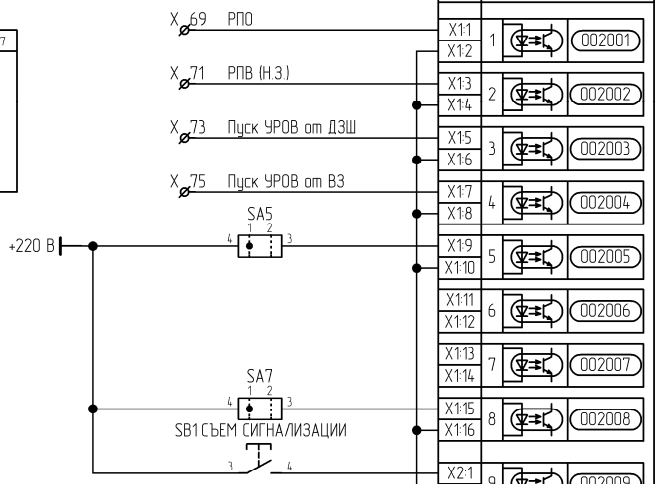 7
X 69 РПО
X1:1
X1:2
1
002001
X 71 РПВ (Н.З.)
X1:3
X1:4
2
002002
X 73 Пуск УРОВ от ДЗШ
X1:5
X1:6
3
002003
X 75 Пуск УРОВ от ВЗ
X1:7
X1:8
4
002004
SA5
1 2
4 3
+220 В
X1:9
X1:10
5
002005
X1:11
X1:12
6
002006
X1:13
X1:14
7
002007
SA7
1 2
4 3
X1:15
X1:16
8
002008
SB1 СЪЕМ СИГНАЛИЗАЦИИ
3 4
X2:1
9
002009